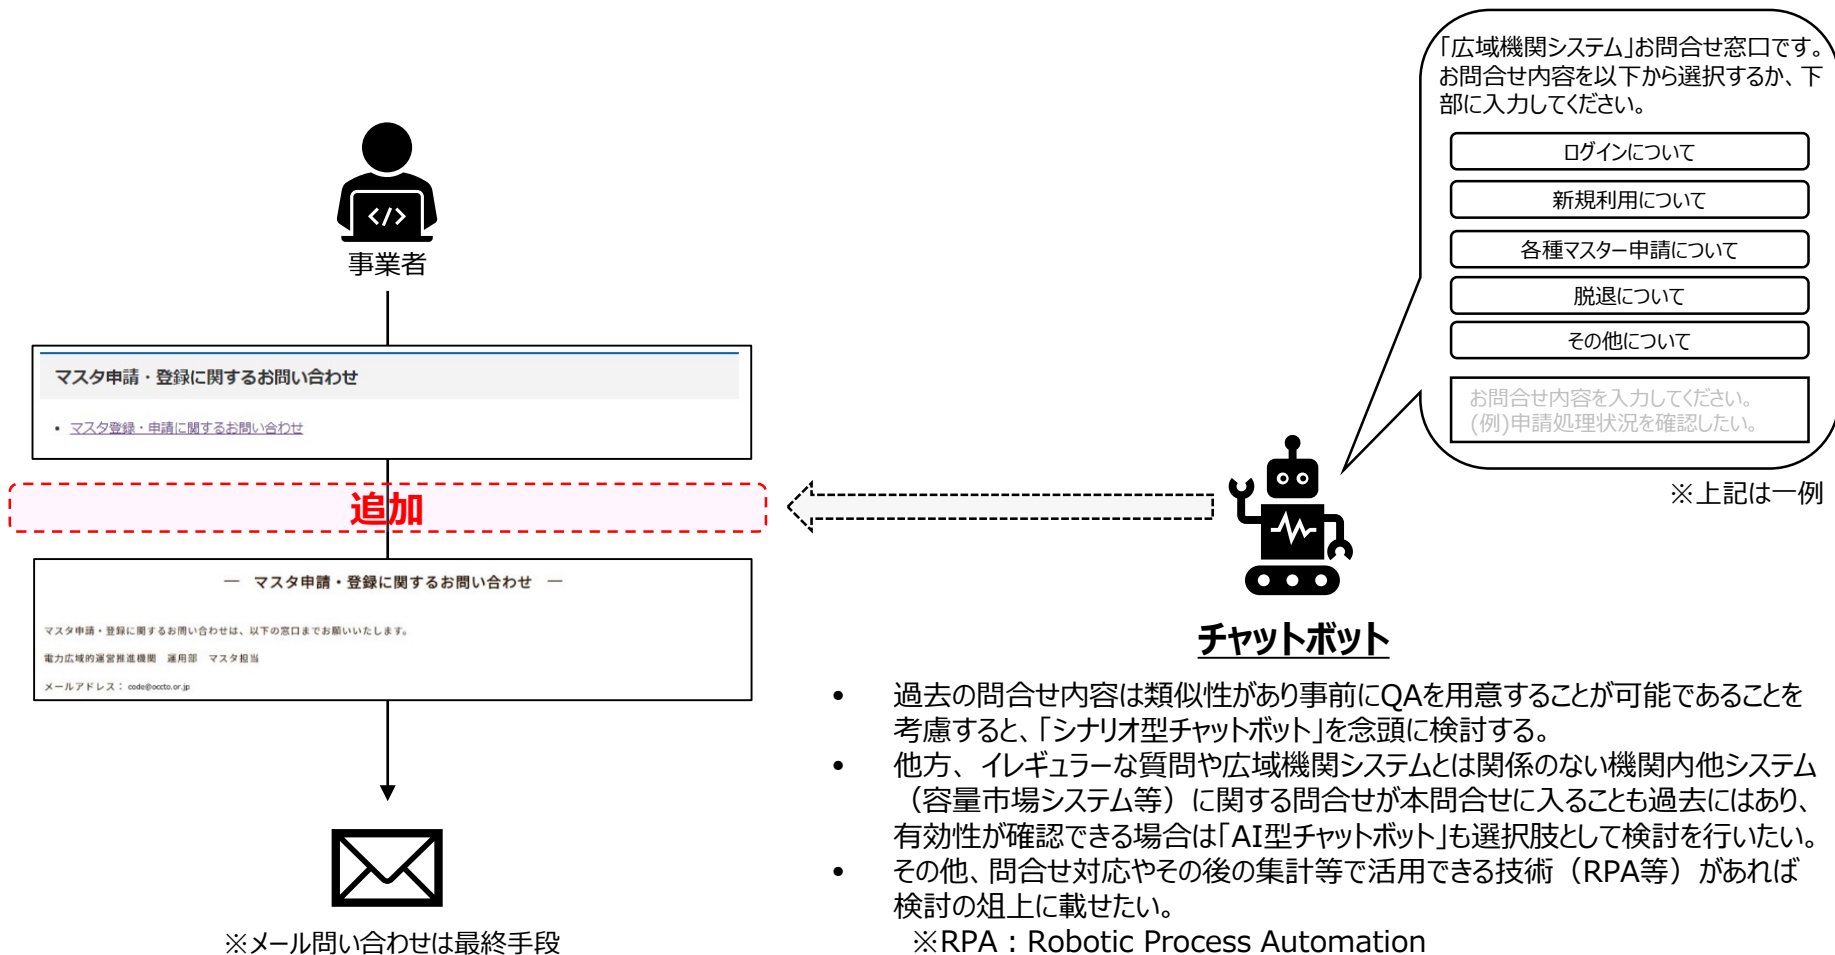 事業者
マスタ申請・登録に関するお問い合わせ
• マスタ登録・申請に関するお問い合わせ
追加
― マスタ申請・登録に関するお問い合わせ ―
マスタ申請・登録に関するお問い合わせは、以下の窓口までお願いいたします。
電力広域的運営推進機関 運用部 マスタ担当
メールアドレス： code@occto.or.jp
※メール問い合わせは最終手段
「広域機関システム」お問合せ窓口です。
お問合せ内容を以下から選択するか、下
部に入力してください。
ログインについて
新規利用について
各種マスター申請について
脱退について
その他について
お問合せ内容を入力してください。
(例)申請処理状況を確認したい。
※上記は一例
チャットボット
• 過去の問合せ内容は類似性があり事前にQAを用意することが可能であることを
考慮すると、「シナリオ型チャットボット」を念頭に検討する。
• 他方、イレギュラーな質問や広域機関システムとは関係のない機関内他システム
（容量市場システム等）に関する問合せが本問合せに入ることも過去にはあり、
有効性が確認できる場合は「AI型チャットボット」も選択肢として検討を行いたい。
• その他、問合せ対応やその後の集計等で活用できる技術（RPA等）があれば
検討の俎上に載せたい。
※RPA：Robotic Process Automation